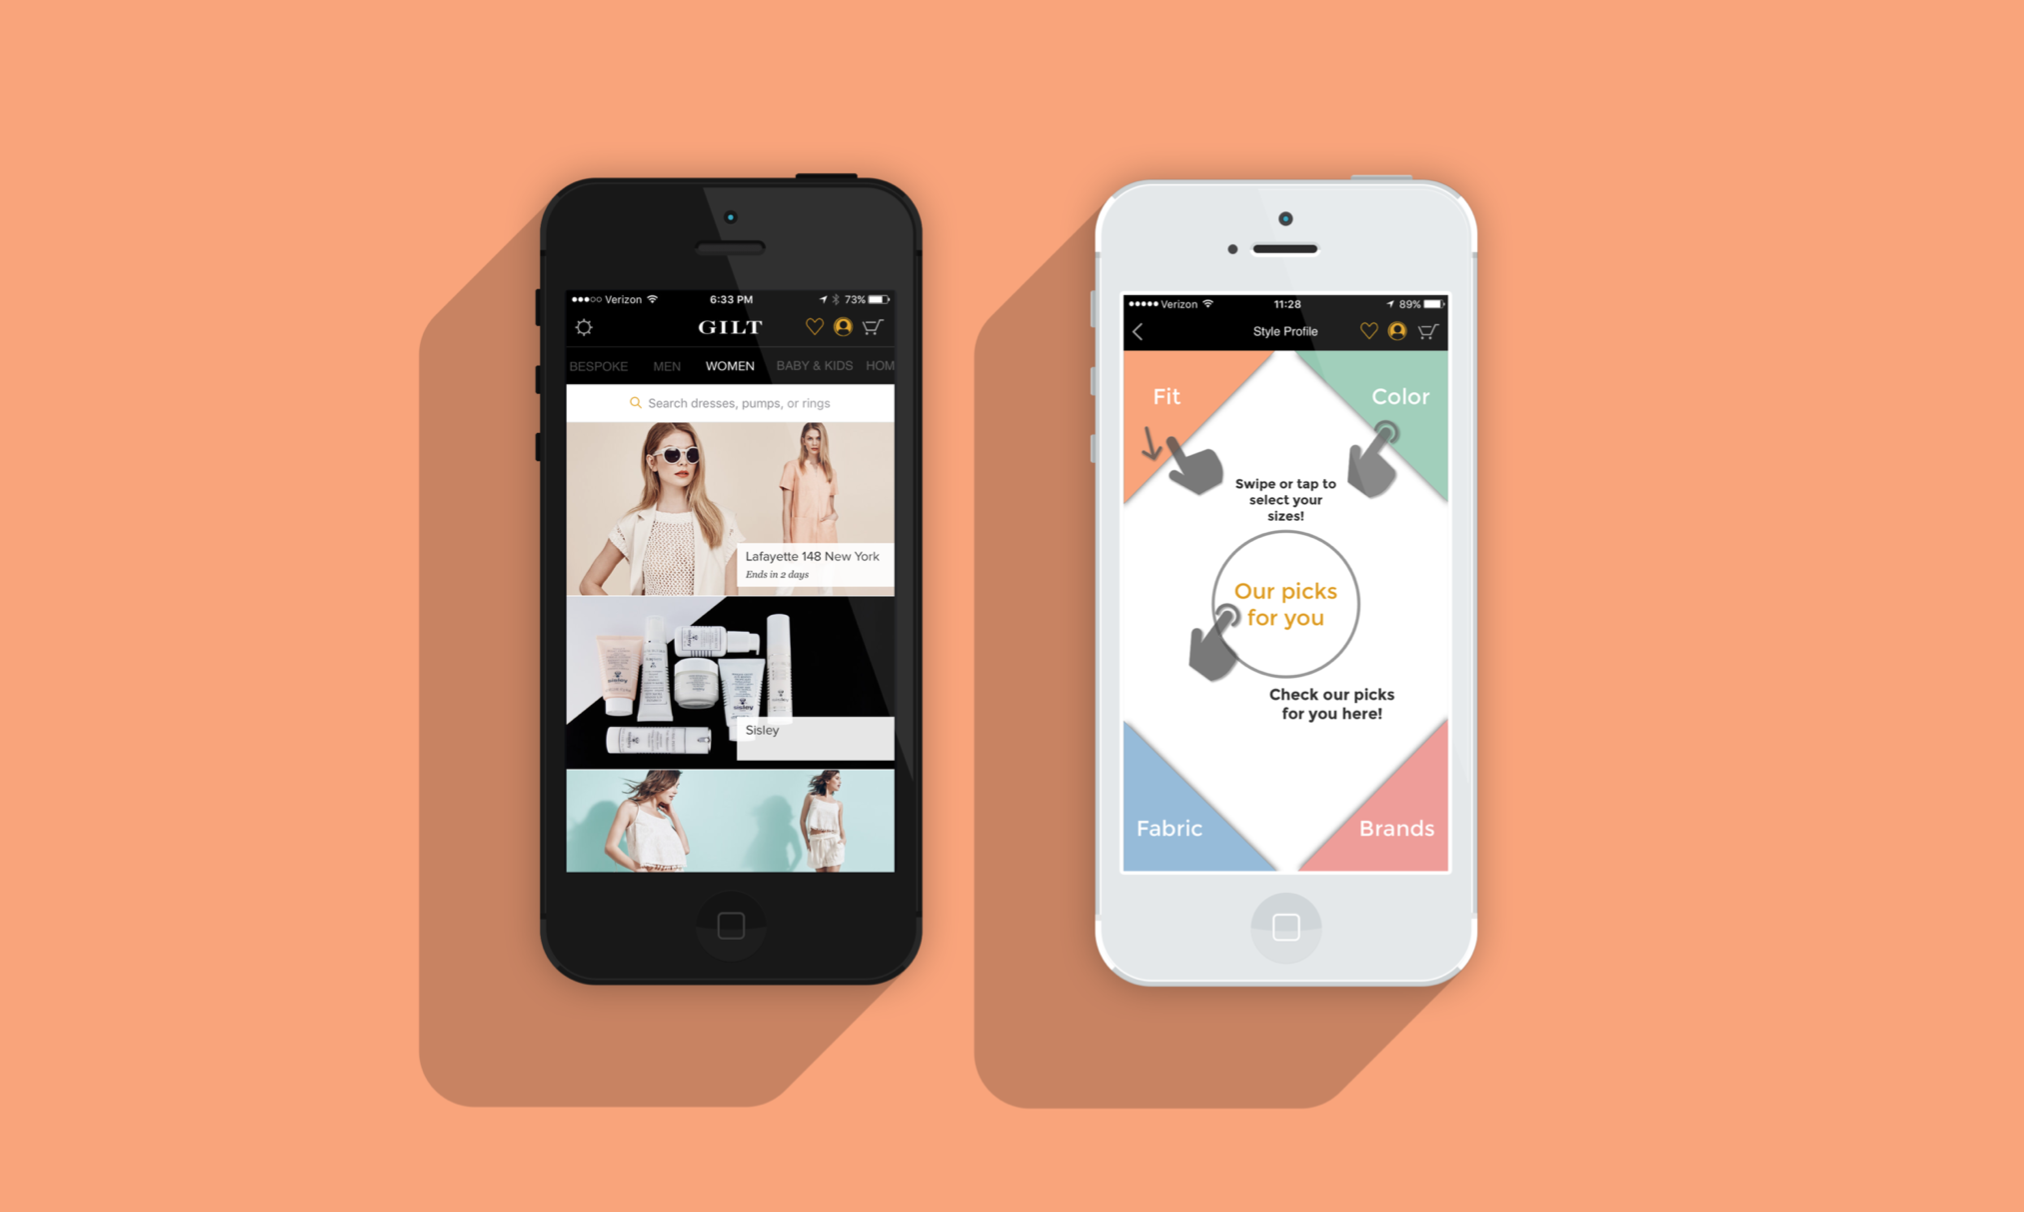 Verizon 6:33 PM 73%
GILT
BESPOKE MEN WOMEN BABY & KIDS HOM
Search dresses, pumps, or rings
Lafayette 148 New York
Ends in 2 days
sisley
sisley
Sisley
Verizon 11:28 89%
Style Profile
Fit
Color
Swipe or tap to
select your
sizes!
Our picks
for you
Check our picks
for you here!
Fabric
Brands